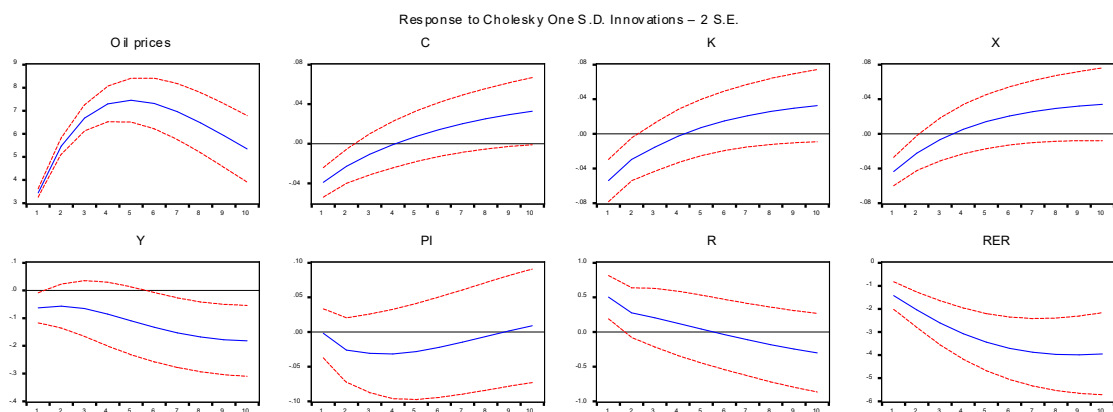 Response to Cholesky One S.D. Innovations – 2 S.E.
Oil prices
9
8
7
6
5
4
3
1 2 3 4 5 6 7 8 9 10
C
.08
.04
.00
-.04
1 2 3 4 5 6 7 8 9 10
K
.08
.04
.00
-.04
-.08
1 2 3 4 5 6 7 8 9 10
X
.08
.04
.00
-.04
-.08
1 2 3 4 5 6 7 8 9 10
Y
.1
.0
-.1
-.2
-.3
-.4
1 2 3 4 5 6 7 8 9 10
PI
.10
.05
.00
-.05
-.10
1 2 3 4 5 6 7 8 9 10
R
1.0
0.5
0.0
-0.5
-1.0
1 2 3 4 5 6 7 8 9 10
RER
0
-1
-2
-3
-4
-5
-6
1 2 3 4 5 6 7 8 9 10